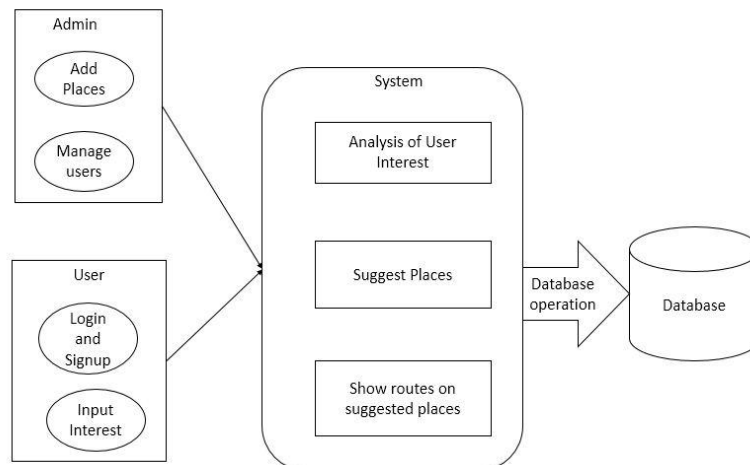 Admin
Add
Places
Manage
users
User
Login
and
Signup
Input
Interest
System
Analysis of User
Interest
Suggest Places
Show routes on
suggested places
Database
operation
Database